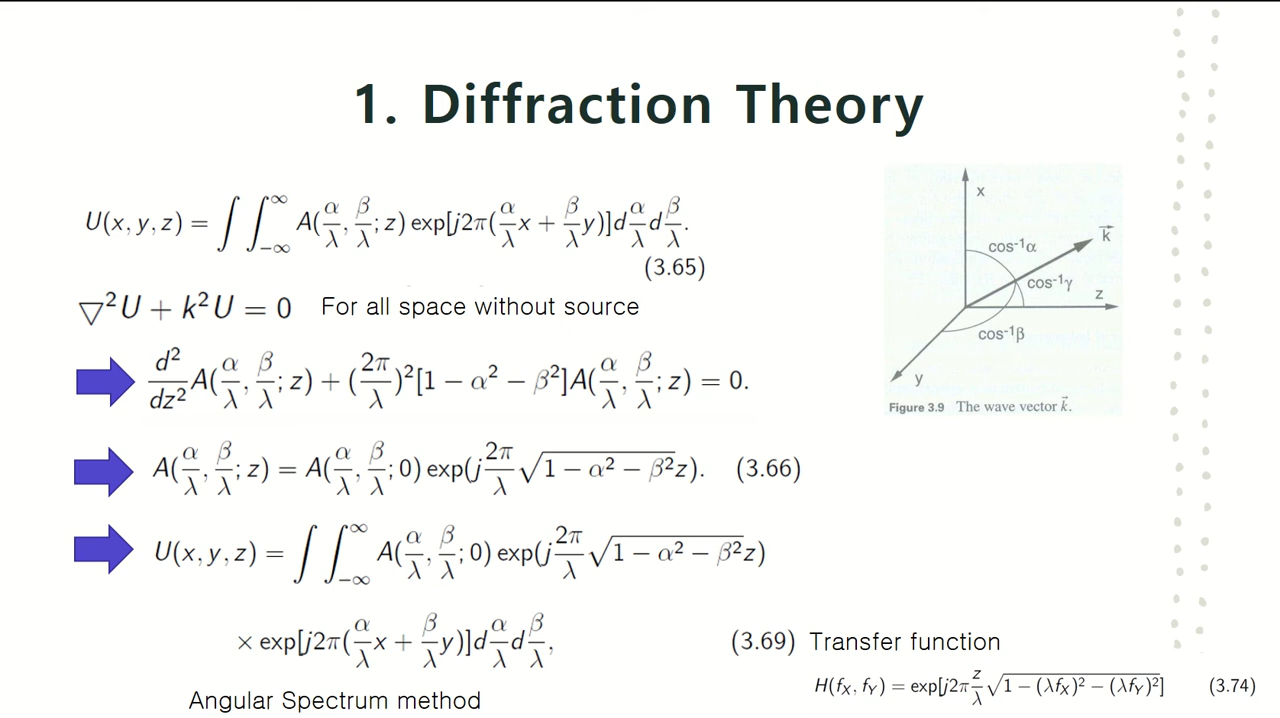 1. Diffraction Theory
U(x, y, z) = ∫ ∫_{-∞}^{∞} A(α/λ, β/λ; z) exp[j2π(α/λ x + β/λ y)]d α/λ d β/λ.
(3.65)
▽²U + k²U = 0 For all space without source
d²/dz² A(α/λ, β/λ; z) + (2π/λ)²[1 − α² − β²]A(α/λ, β/λ; z) = 0.
A(α/λ, β/λ; z) = A(α/λ, β/λ; 0) exp(j 2π/λ √(1 − α² − β²)z). (3.66)
U(x, y, z) = ∫ ∫_{-∞}^{∞} A(α/λ, β/λ; 0) exp(j 2π/λ √(1 − α² − β²)z)
× exp[j2π(α/λ x + β/λ y)]d α/λ d β/λ, (3.69) Transfer function
H(f_X, f_Y) = exp[j2π z/λ √(1 − (λf_X)² − (λf_Y)²)] (3.74)
Angular Spectrum method
x
k⃗
cos⁻¹α
cos⁻¹γ
z
cos⁻¹β
y
Figure 3.9 The wave vector k⃗.